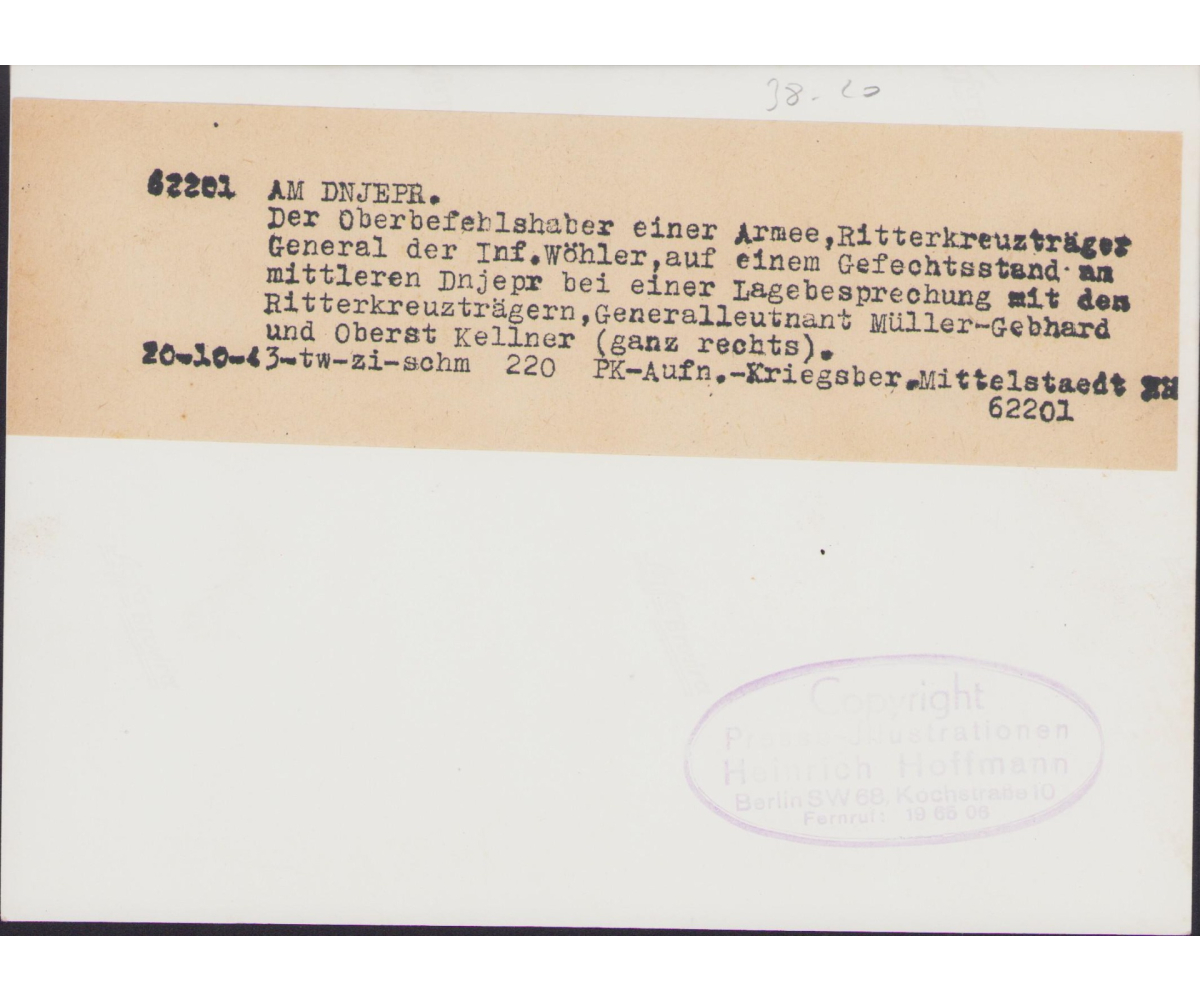 62201 AM DNJEPR.
Der Oberbefehlshaber einer Armee,Ritterkreuzträger
General der Inf.Wöhler,auf einem Gefechtsstand am
mittleren Dnjepr bei einer Lagebesprechung mit den
Ritterkreuzträgern,Generalleutnant Müller-Gebhard
und Oberst Kellner (ganz rechts).
20-10-43-tw-zi-schm 220 PK-Aufn.-Kriegsber.Mittelstaedt
62201
Copyright
Presse-Illustrationen
Heinrich Hoffmann
Berlin SW 68, Kochstraße 10
Fernruf: 19 65 06